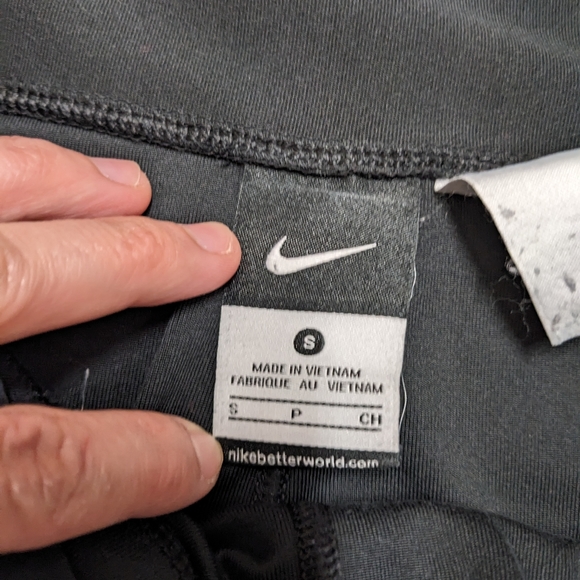 S
MADE IN VIETNAM
FABRIQUE AU VIETNAM
S P CH
nikebetterworld.com